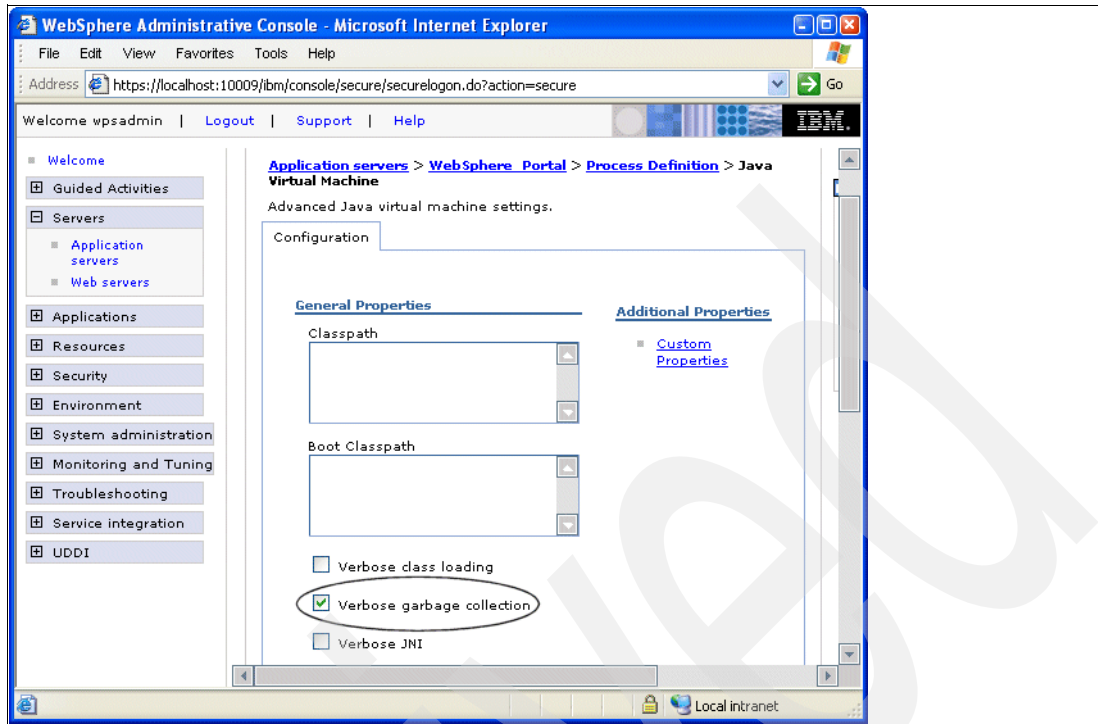 WebSphere Administrative Console - Microsoft Internet Explorer
File Edit View Favorites Tools Help
Address https://localhost:10009/ibm/console/secure/securelogon.do?action=secure Go
Welcome wpsadmin | Logout | Support | Help IBM.
Welcome
Guided Activities
Servers
Application
servers
Web servers
Applications
Resources
Security
Environment
System administration
Monitoring and Tuning
Troubleshooting
Service integration
UDDI
Application servers > WebSphere_Portal > Process Definition > Java
Virtual Machine
Advanced Java virtual machine settings.
Configuration
General Properties
Classpath
Boot Classpath
Verbose class loading
Verbose garbage collection
Verbose JNI
Additional Properties
Custom
Properties
Local intranet